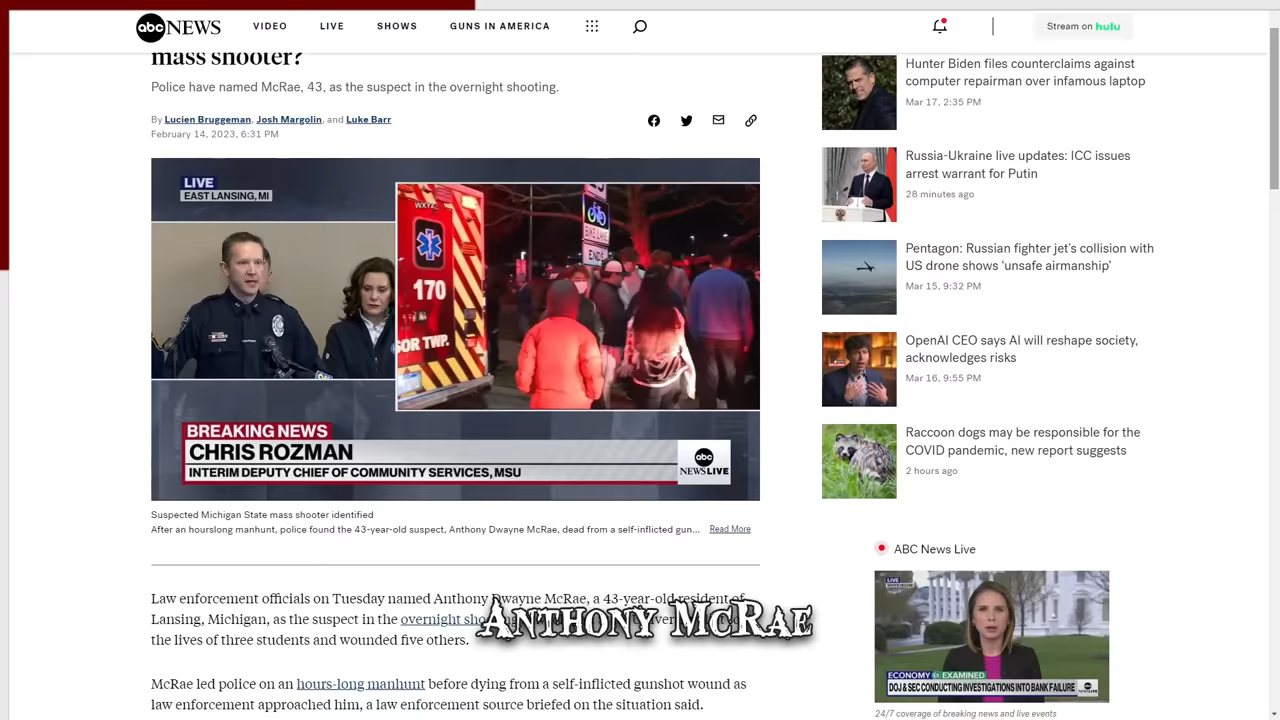 abc NEWS
VIDEO
LIVE
SHOWS
GUNS IN AMERICA
Stream on hulu
mass shooter?
Police have named McRae, 43, as the suspect in the overnight shooting.
By Lucien Bruggeman, Josh Margolin, and Luke Barr
February 14, 2023, 6:31 PM
LIVE
EAST LANSING, MI
WXYZ
170
SOR TWP.
BIKE LANE
ENDS
BREAKING NEWS
CHRIS ROZMAN
INTERIM DEPUTY CHIEF OF COMMUNITY SERVICES, MSU
abc
NEWS LIVE
Suspected Michigan State mass shooter identified
After an hourslong manhunt, police found the 43-year-old suspect, Anthony Dwayne McRae, dead from a self-inflicted gun... Read More
Law enforcement officials on Tuesday named Anthony Dwayne McRae, a 43-year-old resident of
Lansing, Michigan, as the suspect in the overnight sho
the lives of three students and wounded five others.
Anthony McRae
McRae led police on an hours-long manhunt before dying from a self-inflicted gunshot wound as
law enforcement approached him, a law enforcement source briefed on the situation said.
Hunter Biden files counterclaims against
computer repairman over infamous laptop
Mar 17, 2:35 PM
Russia-Ukraine live updates: ICC issues
arrest warrant for Putin
28 minutes ago
Pentagon: Russian fighter jet's collision with
US drone shows ‘unsafe airmanship’
Mar 15, 9:32 PM
OpenAI CEO says AI will reshape society,
acknowledges risks
Mar 16, 9:55 PM
Raccoon dogs may be responsible for the
COVID pandemic, new report suggests
2 hours ago
ABC News Live
LIVE
ECONOMY EXAMINED
DOJ & SEC CONDUCTING INVESTIGATIONS INTO BANK FAILURE
24/7 coverage of breaking news and live events